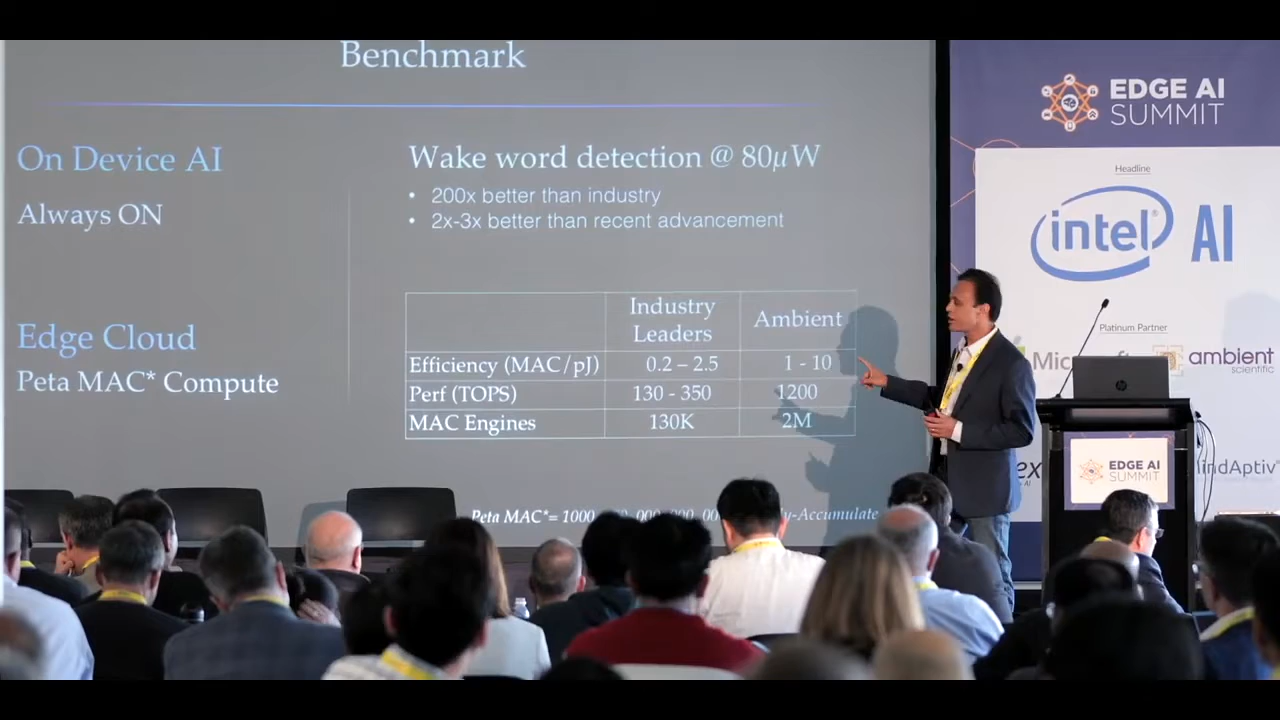 Benchmark
On Device AI
Always ON
Wake word detection @ 80µW
• 200x better than industry
• 2x-3x better than recent advancement
Edge Cloud
Peta MAC* Compute
Industry Leaders
Ambient
Efficiency (MAC/pJ)
0.2 – 2.5
1 - 10
Perf (TOPS)
130 - 350
1200
MAC Engines
130K
2M
Peta MAC*= 1000
Accumulate
EDGE AI
SUMMIT
Headline
intel® AI
Platinum Partner
ambient
scientific
hp
EDGE AI
SUMMIT